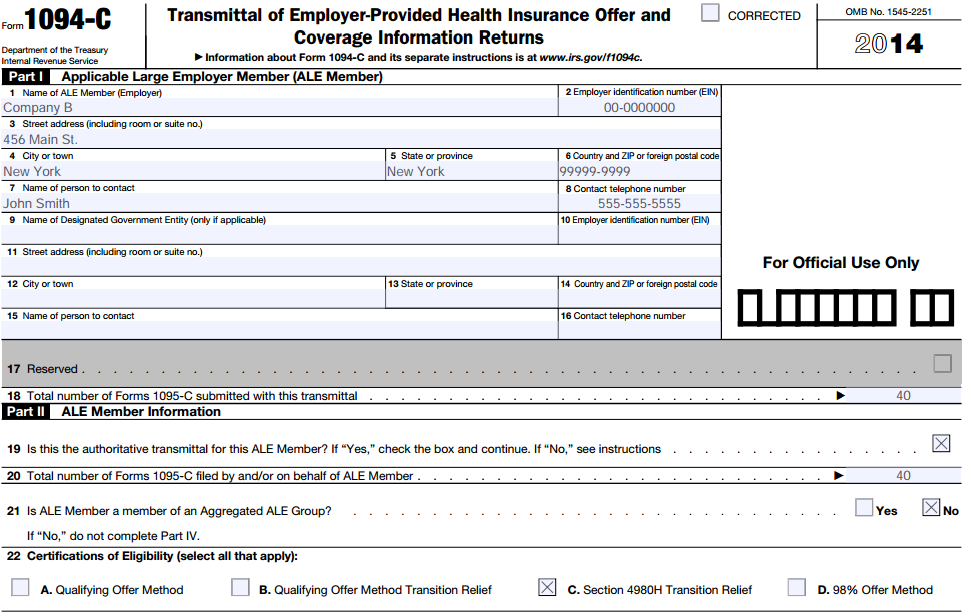 Form 1094-C
Department of the Treasury
Internal Revenue Service
Transmittal of Employer-Provided Health Insurance Offer and
Coverage Information Returns
▶ Information about Form 1094-C and its separate instructions is at www.irs.gov/f1094c.
CORRECTED
OMB No. 1545-2251
2014
Part I Applicable Large Employer Member (ALE Member)
1 Name of ALE Member (Employer)
Company B
2 Employer identification number (EIN)
00-0000000
3 Street address (including room or suite no.)
456 Main St.
4 City or town
New York
5 State or province
New York
6 Country and ZIP or foreign postal code
99999-9999
7 Name of person to contact
John Smith
8 Contact telephone number
555-555-5555
9 Name of Designated Government Entity (only if applicable)
10 Employer identification number (EIN)
11 Street address (including room or suite no.)
12 City or town
13 State or province
14 Country and ZIP or foreign postal code
15 Name of person to contact
16 Contact telephone number
For Official Use Only
17 Reserved
18 Total number of Forms 1095-C submitted with this transmittal ▶ 40
Part II ALE Member Information
19 Is this the authoritative transmittal for this ALE Member? If “Yes,” check the box and continue. If “No,” see instructions ☒
20 Total number of Forms 1095-C filed by and/or on behalf of ALE Member ▶ 40
21 Is ALE Member a member of an Aggregated ALE Group? ☐ Yes ☒ No
If “No,” do not complete Part IV.
22 Certifications of Eligibility (select all that apply):
☐ A. Qualifying Offer Method ☐ B. Qualifying Offer Method Transition Relief ☒ C. Section 4980H Transition Relief ☐ D. 98% Offer Method